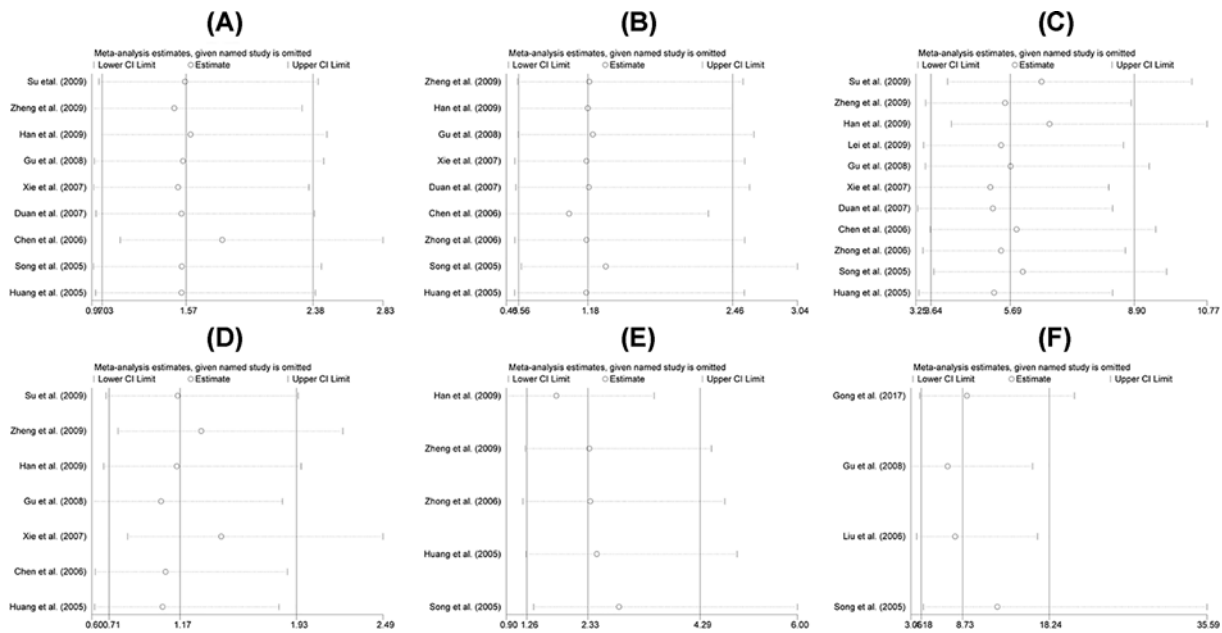 (A)
Meta-analysis estimates, given named study is omitted
Lower CI Limit Estimate Upper CI Limit
Su etal. (2009)
Zheng et al. (2009)
Han et al. (2009)
Gu et al. (2008)
Xie et al. (2007)
Duan et al. (2007)
Chen et al. (2006)
Song et al. (2005)
Huang et al. (2005)
1.57 2.38 2.83
(B)
Meta-analysis estimates, given named study is omitted
Lower CI Limit Estimate Upper CI Limit
Zheng et al. (2009)
Han et al. (2009)
Gu et al. (2008)
Xie et al. (2007)
Duan et al. (2007)
Chen et al. (2006)
Zhong et al. (2006)
Song et al. (2005)
Huang et al. (2005)
1.18 2.46 3.04
(C)
Meta-analysis estimates, given named study is omitted
Lower CI Limit Estimate Upper CI Limit
Su et al. (2009)
Zheng et al. (2009)
Han et al. (2009)
Lei et al. (2009)
Gu et al. (2008)
Xie et al. (2007)
Duan et al. (2007)
Chen et al. (2006)
Zhong et al. (2006)
Song et al. (2005)
Huang et al. (2005)
5.69 8.90 10.77
(D)
Meta-analysis estimates, given named study is omitted
Lower CI Limit Estimate Upper CI Limit
Su et al. (2009)
Zheng et al. (2009)
Han et al. (2009)
Gu et al. (2008)
Xie et al. (2007)
Chen et al. (2006)
Huang et al. (2005)
0.60 0.71 1.17 1.93 2.49
(E)
Meta-analysis estimates, given named study is omitted
Lower CI Limit Estimate Upper CI Limit
Han et al. (2009)
Zheng et al. (2009)
Zhong et al. (2006)
Huang et al. (2005)
Song et al. (2005)
0.90 1.26 2.33 4.29 6.00
(F)
Meta-analysis estimates, given named study is omitted
Lower CI Limit Estimate Upper CI Limit
Gong et al. (2017)
Gu et al. (2008)
Liu et al. (2006)
Song et al. (2005)
8.73 18.24 35.59